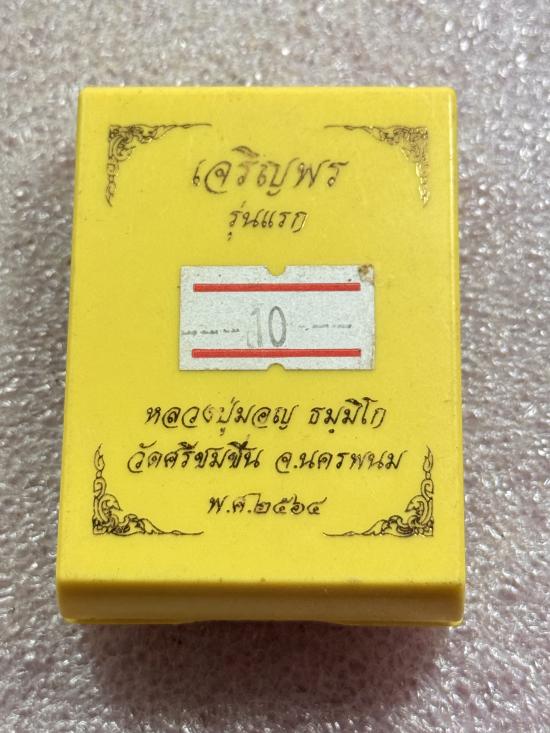 เจริญพร
รุ่นแรก
10
หลวงปู่มอญ ธมฺมิโก
วัดศรีชมชื่น จ.นครพนม
พ.ศ.๒๕๖๔